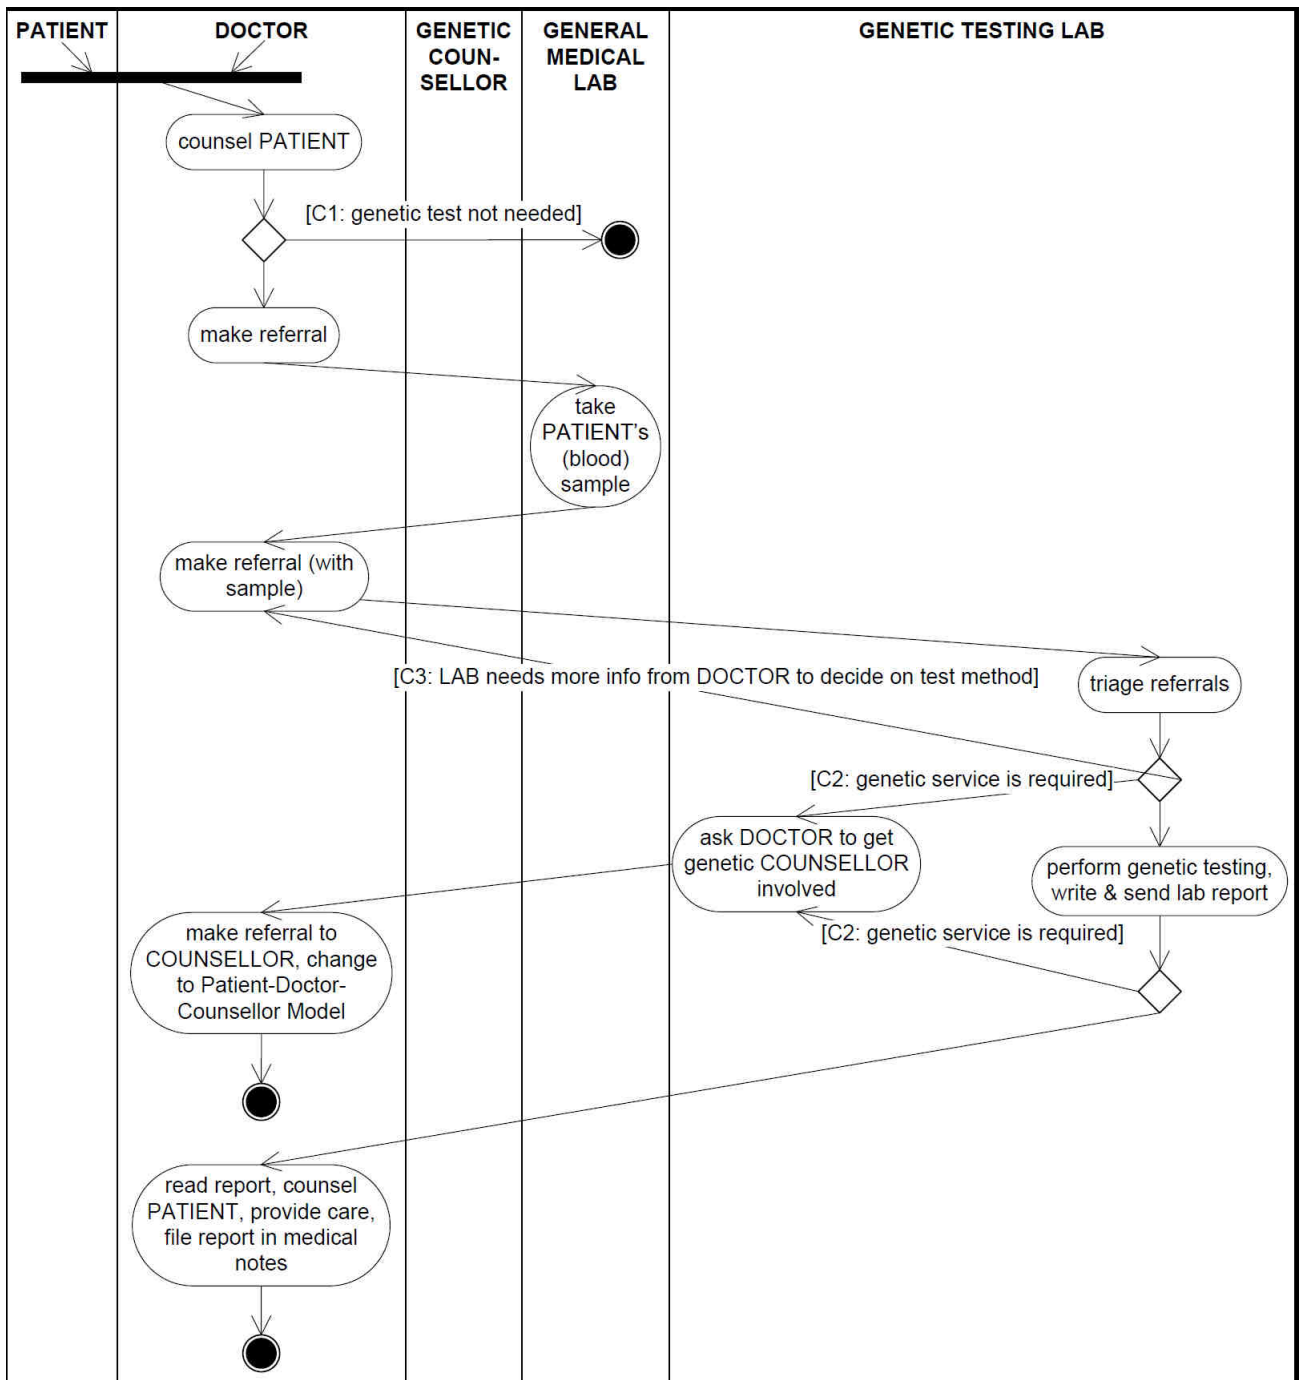 PATIENT
DOCTOR
GENETIC
COUN-
SELLOR
GENERAL
MEDICAL
LAB
GENETIC TESTING LAB
counsel PATIENT
[C1: genetic test not needed]
make referral
take
PATIENT's
(blood)
sample
make referral (with
sample)
[C3: LAB needs more info from DOCTOR to decide on test method]
triage referrals
[C2: genetic service is required]
ask DOCTOR to get
genetic COUNSELLOR
involved
perform genetic testing,
write & send lab report
[C2: genetic service is required]
make referral to
COUNSELLOR, change
to Patient-Doctor-
Counsellor Model
read report, counsel
PATIENT, provide care,
file report in medical
notes